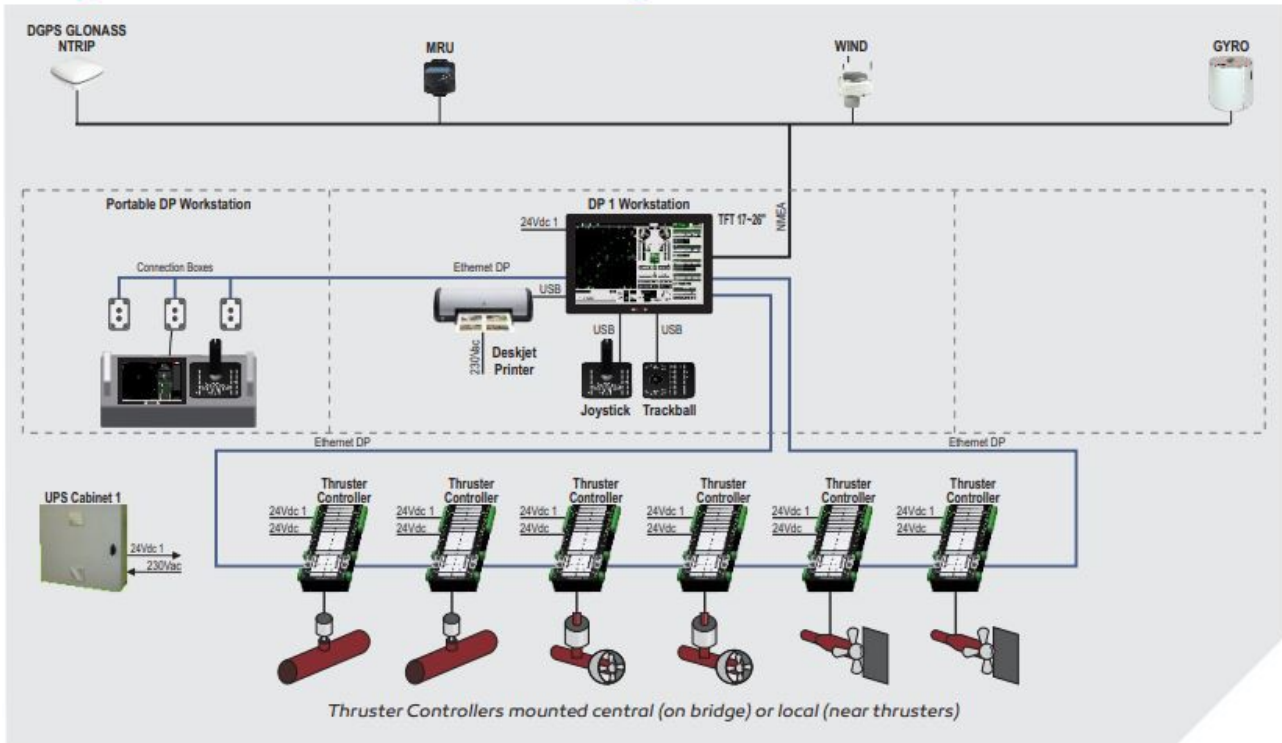 DGPS GLONASS
NTRIP
MRU
WIND
GYRO
Portable DP Workstation
DP 1 Workstation
24Vdc 1
TFT 17~26"
NMEA
Connection Boxes
Ethernet DP
USB
230Vac
Deskjet
Printer
USB
USB
Joystick
Trackball
Ethernet DP
Ethernet DP
UPS Cabinet 1
24Vdc 1
230Vac
Thruster
Controller
24Vdc 1
24Vdc
Thruster
Controller
24Vdc 1
24Vdc
Thruster
Controller
24Vdc 1
24Vdc
Thruster
Controller
24Vdc 1
24Vdc
Thruster
Controller
24Vdc 1
24Vdc
Thruster
Controller
24Vdc 1
24Vdc
Thruster Controllers mounted central (on bridge) or local (near thrusters)